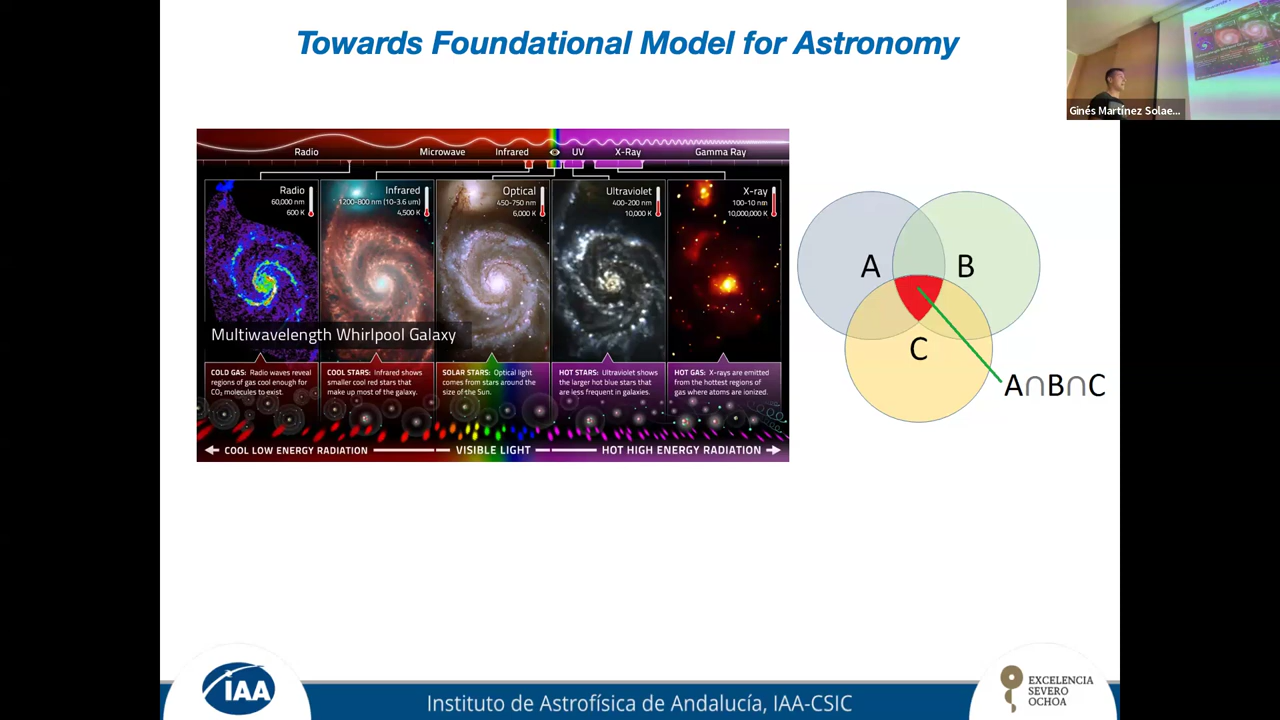 Towards Foundational Model for Astronomy
Ginés Martínez Solae...
Radio Microwave Infrared UV X-Ray Gamma Ray
Radio
60,000 nm
600 K
Infrared
1200-800 nm (10-3.6 um)
4,500 K
Optical
450-750 nm
6,000 K
Ultraviolet
400-200 nm
10,000 K
X-ray
100-10 nm
10,000,000 K
Multiwavelength Whirlpool Galaxy
COLD GAS: Radio waves reveal
regions of gas cool enough for
CO₂ molecules to exist.
COOL STARS: Infrared shows
smaller cool red stars that
make up most of the galaxy.
SOLAR STARS: Optical light
comes from stars around the
size of the Sun.
HOT STARS: Ultraviolet shows
the larger hot blue stars that
are less frequent in galaxies.
HOT GAS: X-rays are emitted
from the hottest regions of
gas where atoms are ionized.
COOL LOW ENERGY RADIATION
VISIBLE LIGHT
HOT HIGH ENERGY RADIATION
A
B
C
A∩B∩C
IAA
Instituto de Astrofísica de Andalucía, IAA-CSIC
EXCELENCIA
SEVERO
OCHOA